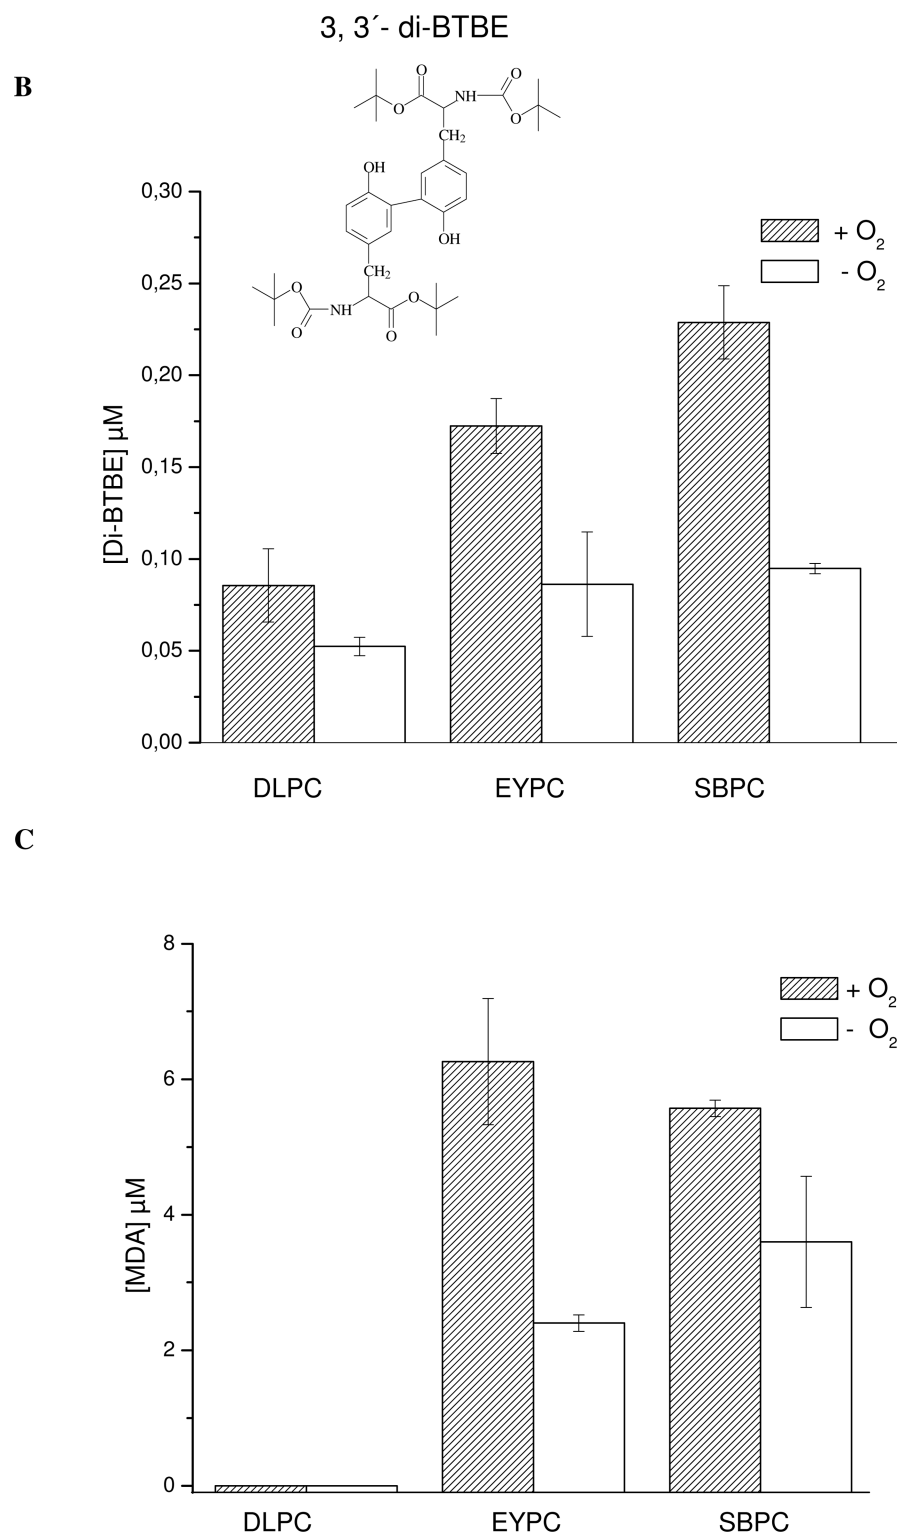 3, 3´- di-BTBE
B
O
O
NH
O
O
CH2
OH
OH
CH2
O
O
NH
O
O
0,30
0,25
0,20
0,15
0,10
0,05
0,00
[Di-BTBE] µM
+ O2
- O2
DLPC EYPC SBPC
C
8
6
4
2
0
[MDA] µM
+ O2
- O2
DLPC EYPC SBPC